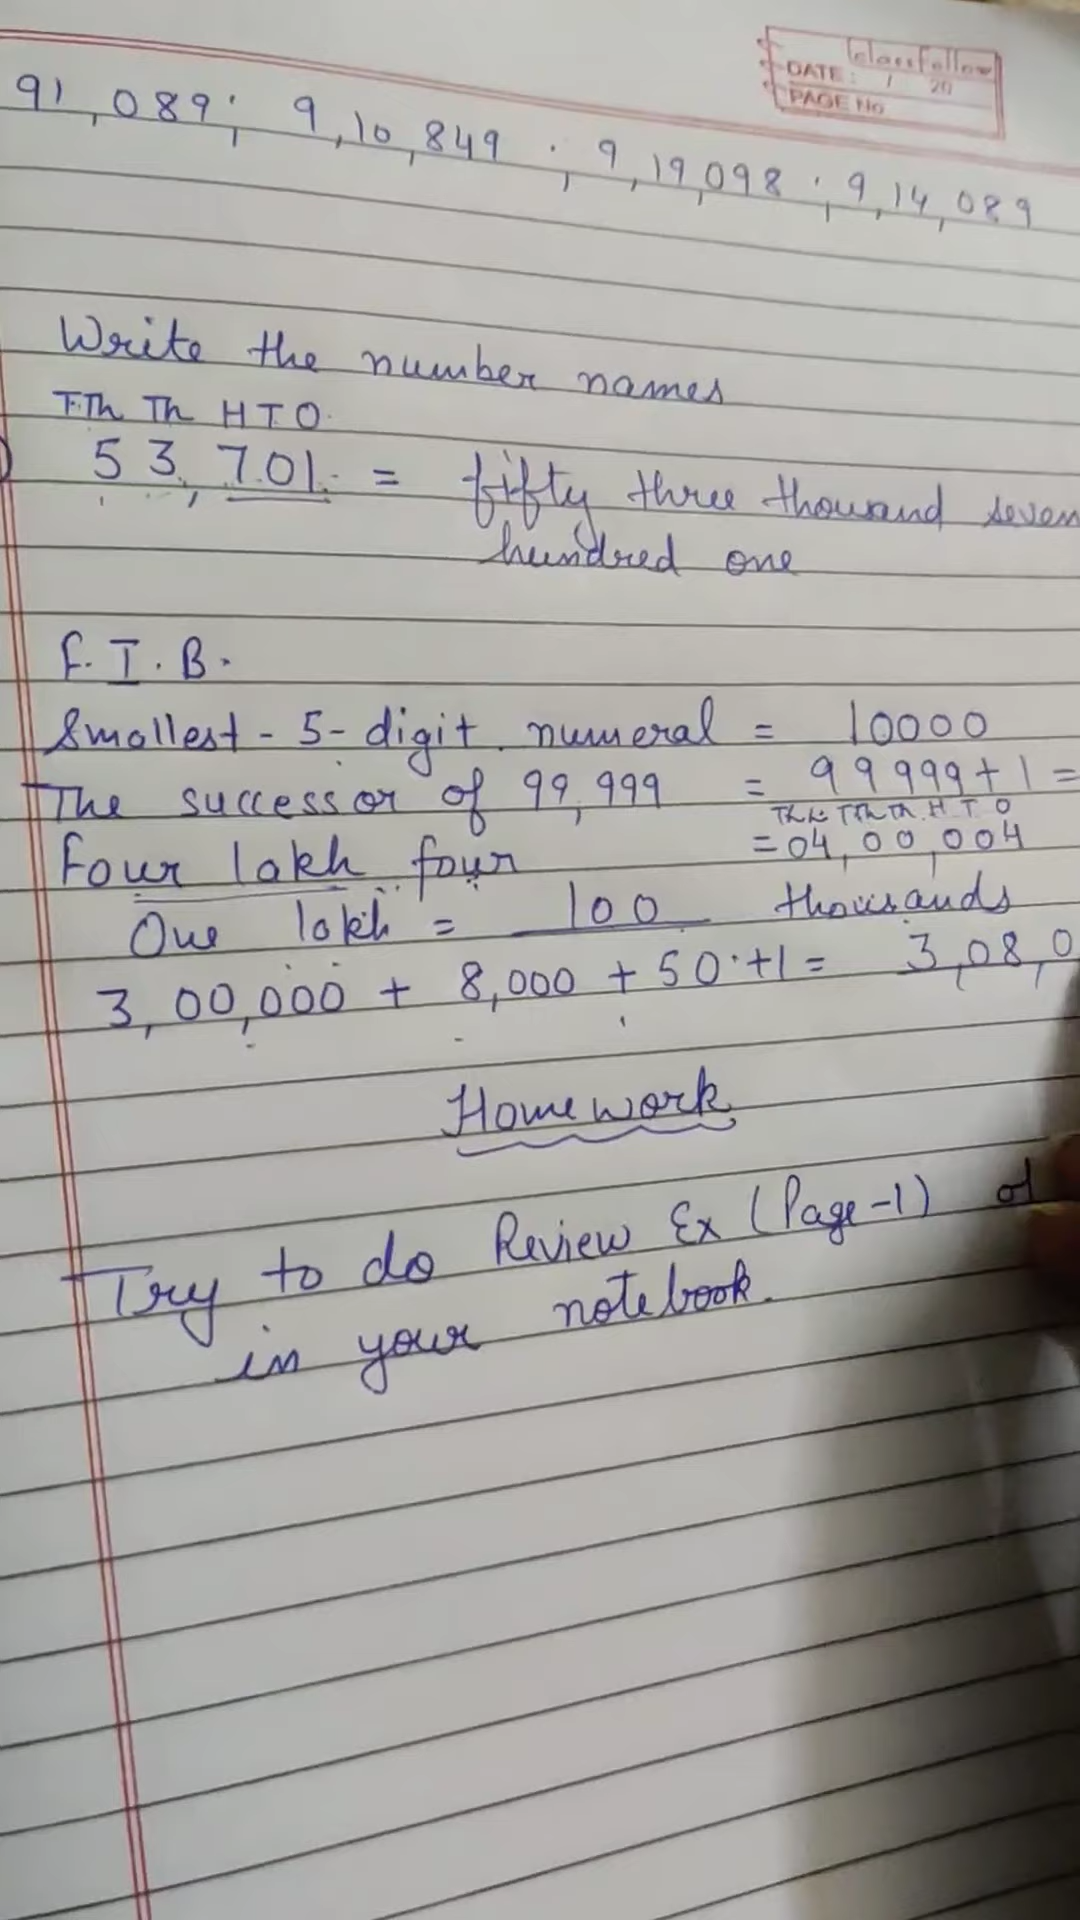 classfellow
DATE: / 20
PAGE No
91,089; 9,10,849; 9,19,098; 9,14,089
Write the number names
T.Th Th H T O
53,701 = fifty three thousand seven
hundred one
F.I.B.
Smallest - 5-digit numeral = 10000
The successor of 99,999 = 99999+1 =
T.Th Th H T O
Four lakh four = 04,00,004
One lakh = 100 thousands
3,00,000 + 8,000 + 50+1 = 3,08,0
Homework
Try to do Review Ex (Page-1) of
in your notebook.